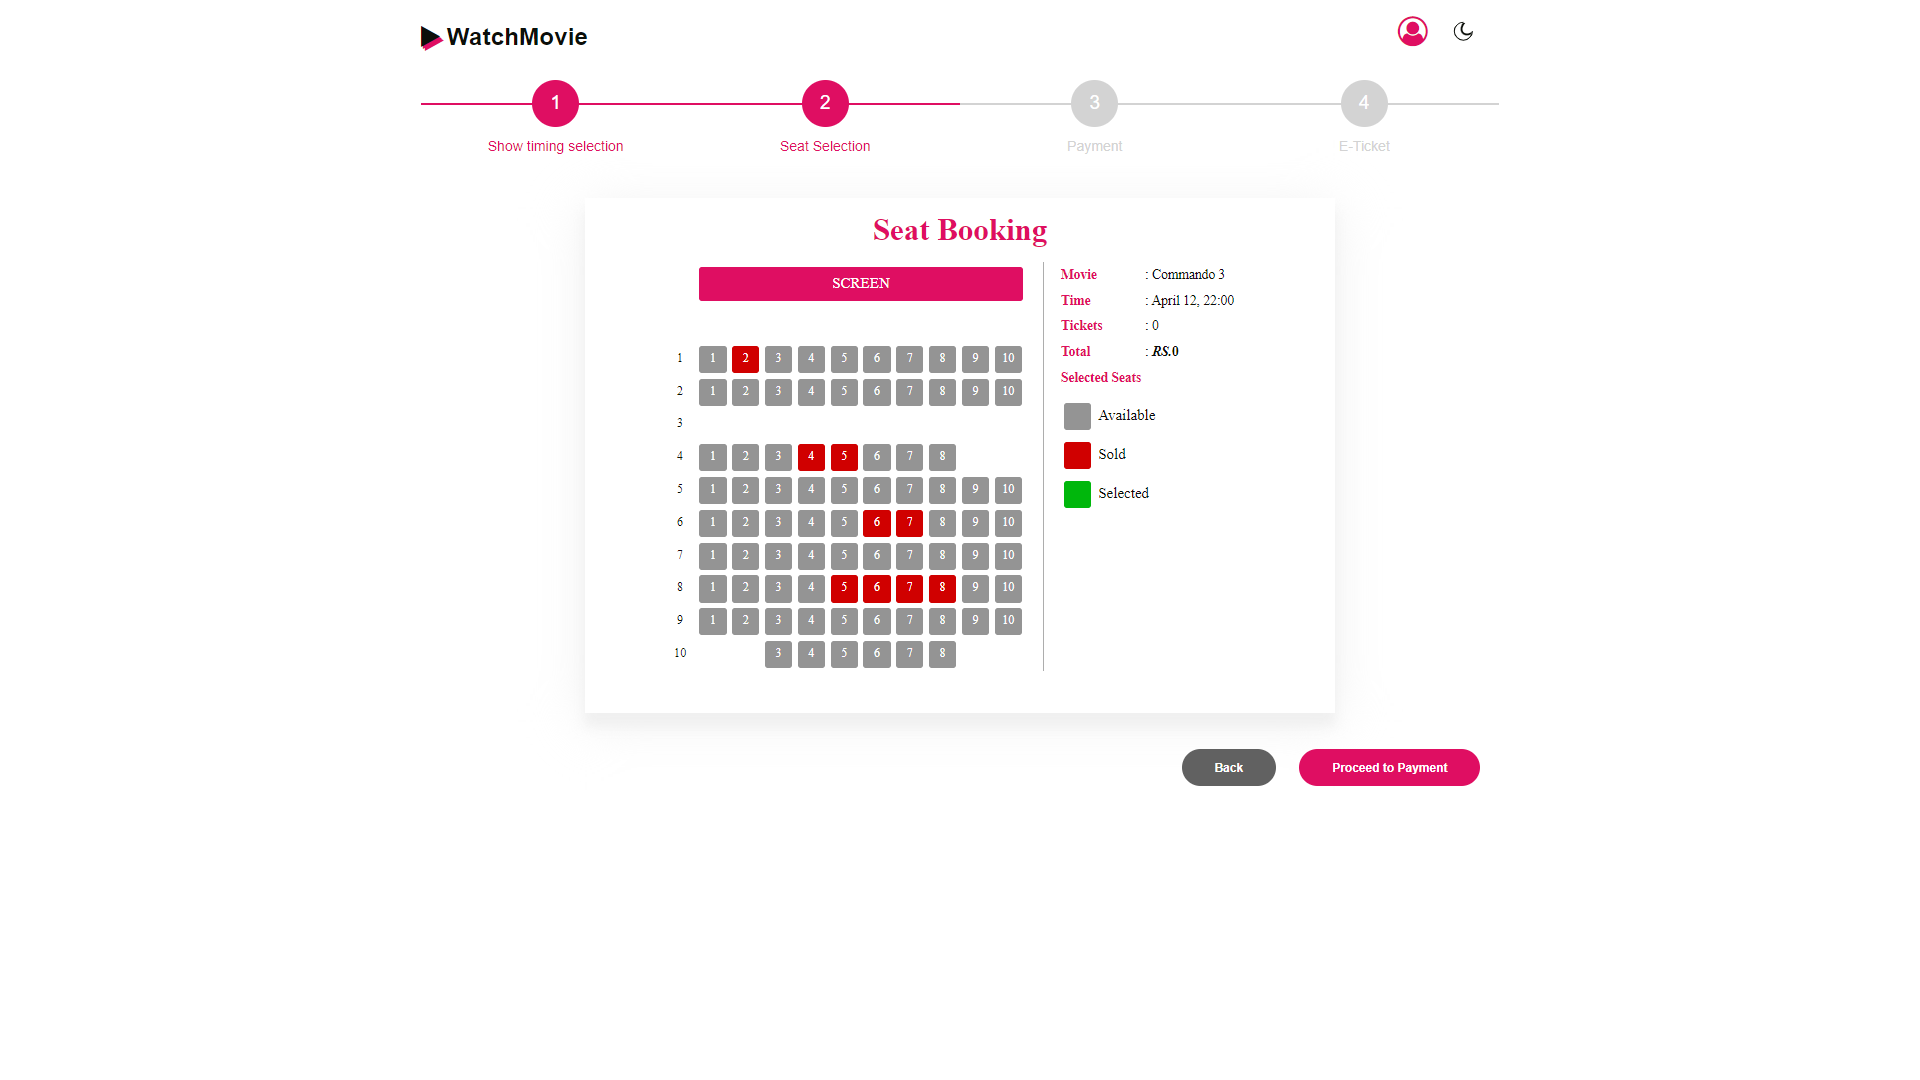 WatchMovie
1 2 3 4
Show timing selection Seat Selection Payment E-Ticket
Seat Booking
SCREEN
1 1 2 3 4 5 6 7 8 9 10
2 1 2 3 4 5 6 7 8 9 10
3
4 1 2 3 4 5 6 7 8
5 1 2 3 4 5 6 7 8 9 10
6 1 2 3 4 5 6 7 8 9 10
7 1 2 3 4 5 6 7 8 9 10
8 1 2 3 4 5 6 7 8 9 10
9 1 2 3 4 5 6 7 8 9 10
10 3 4 5 6 7 8
Movie : Commando 3
Time : April 12, 22:00
Tickets : 0
Total : RS.0
Selected Seats
Available
Sold
Selected
Back Proceed to Payment